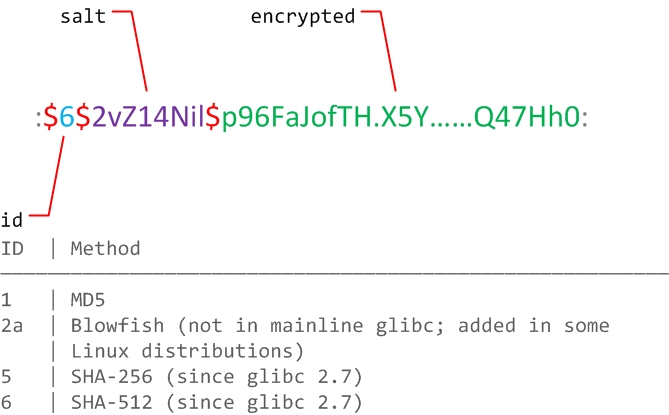 salt encrypted
:$6$2vZ14Nil$p96FaJofTH.X5Y……Q47Hh0:
id
ID | Method
1 | MD5
2a | Blowfish (not in mainline glibc; added in some
| Linux distributions)
5 | SHA-256 (since glibc 2.7)
6 | SHA-512 (since glibc 2.7)